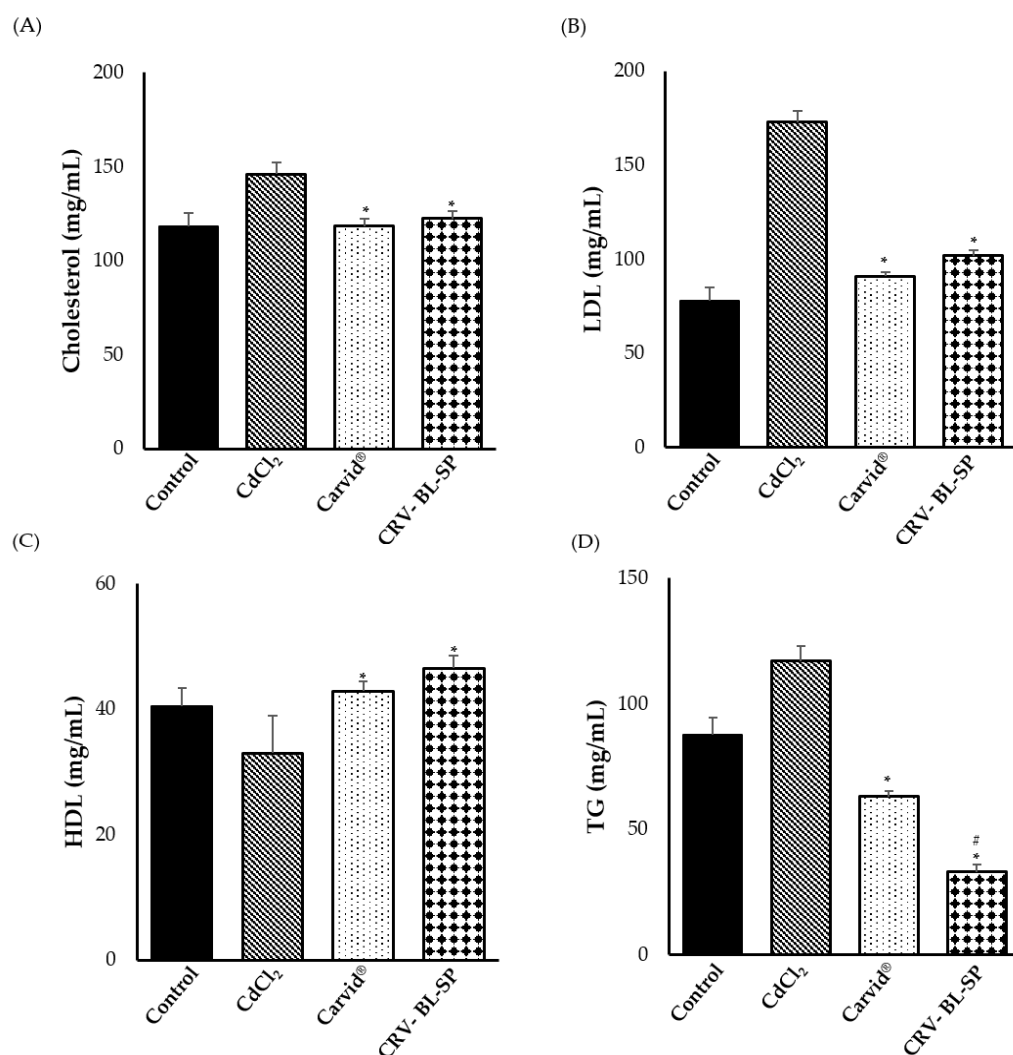 (A)
Cholesterol (mg/mL)
200
150
100
50
0
Control
CdCl₂
Carvid®
CRV- BL-SP
*
*
(B)
LDL (mg/mL)
200
150
100
50
0
Control
CdCl₂
Carvid®
CRV- BL-SP
*
*
(C)
HDL (mg/mL)
60
40
20
0
Control
CdCl₂
Carvid®
CRV- BL-SP
*
*
(D)
TG (mg/mL)
150
100
50
0
Control
CdCl₂
Carvid®
CRV- BL-SP
*
#
*